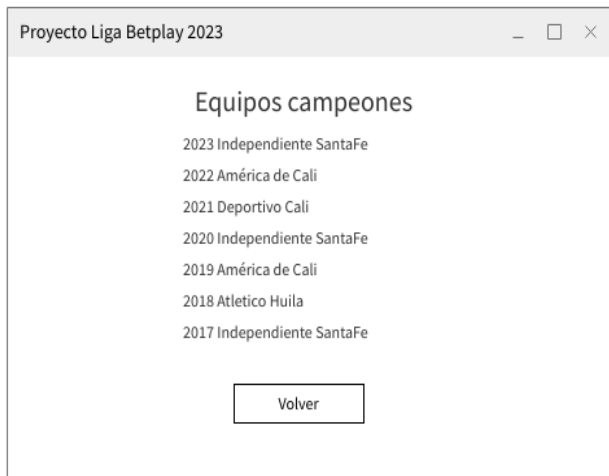 Proyecto Liga Betplay 2023
Equipos campeones
2023 Independiente SantaFe
2022 América de Cali
2021 Deportivo Cali
2020 Independiente SantaFe
2019 América de Cali
2018 Atletico Huila
2017 Independiente SantaFe
Volver